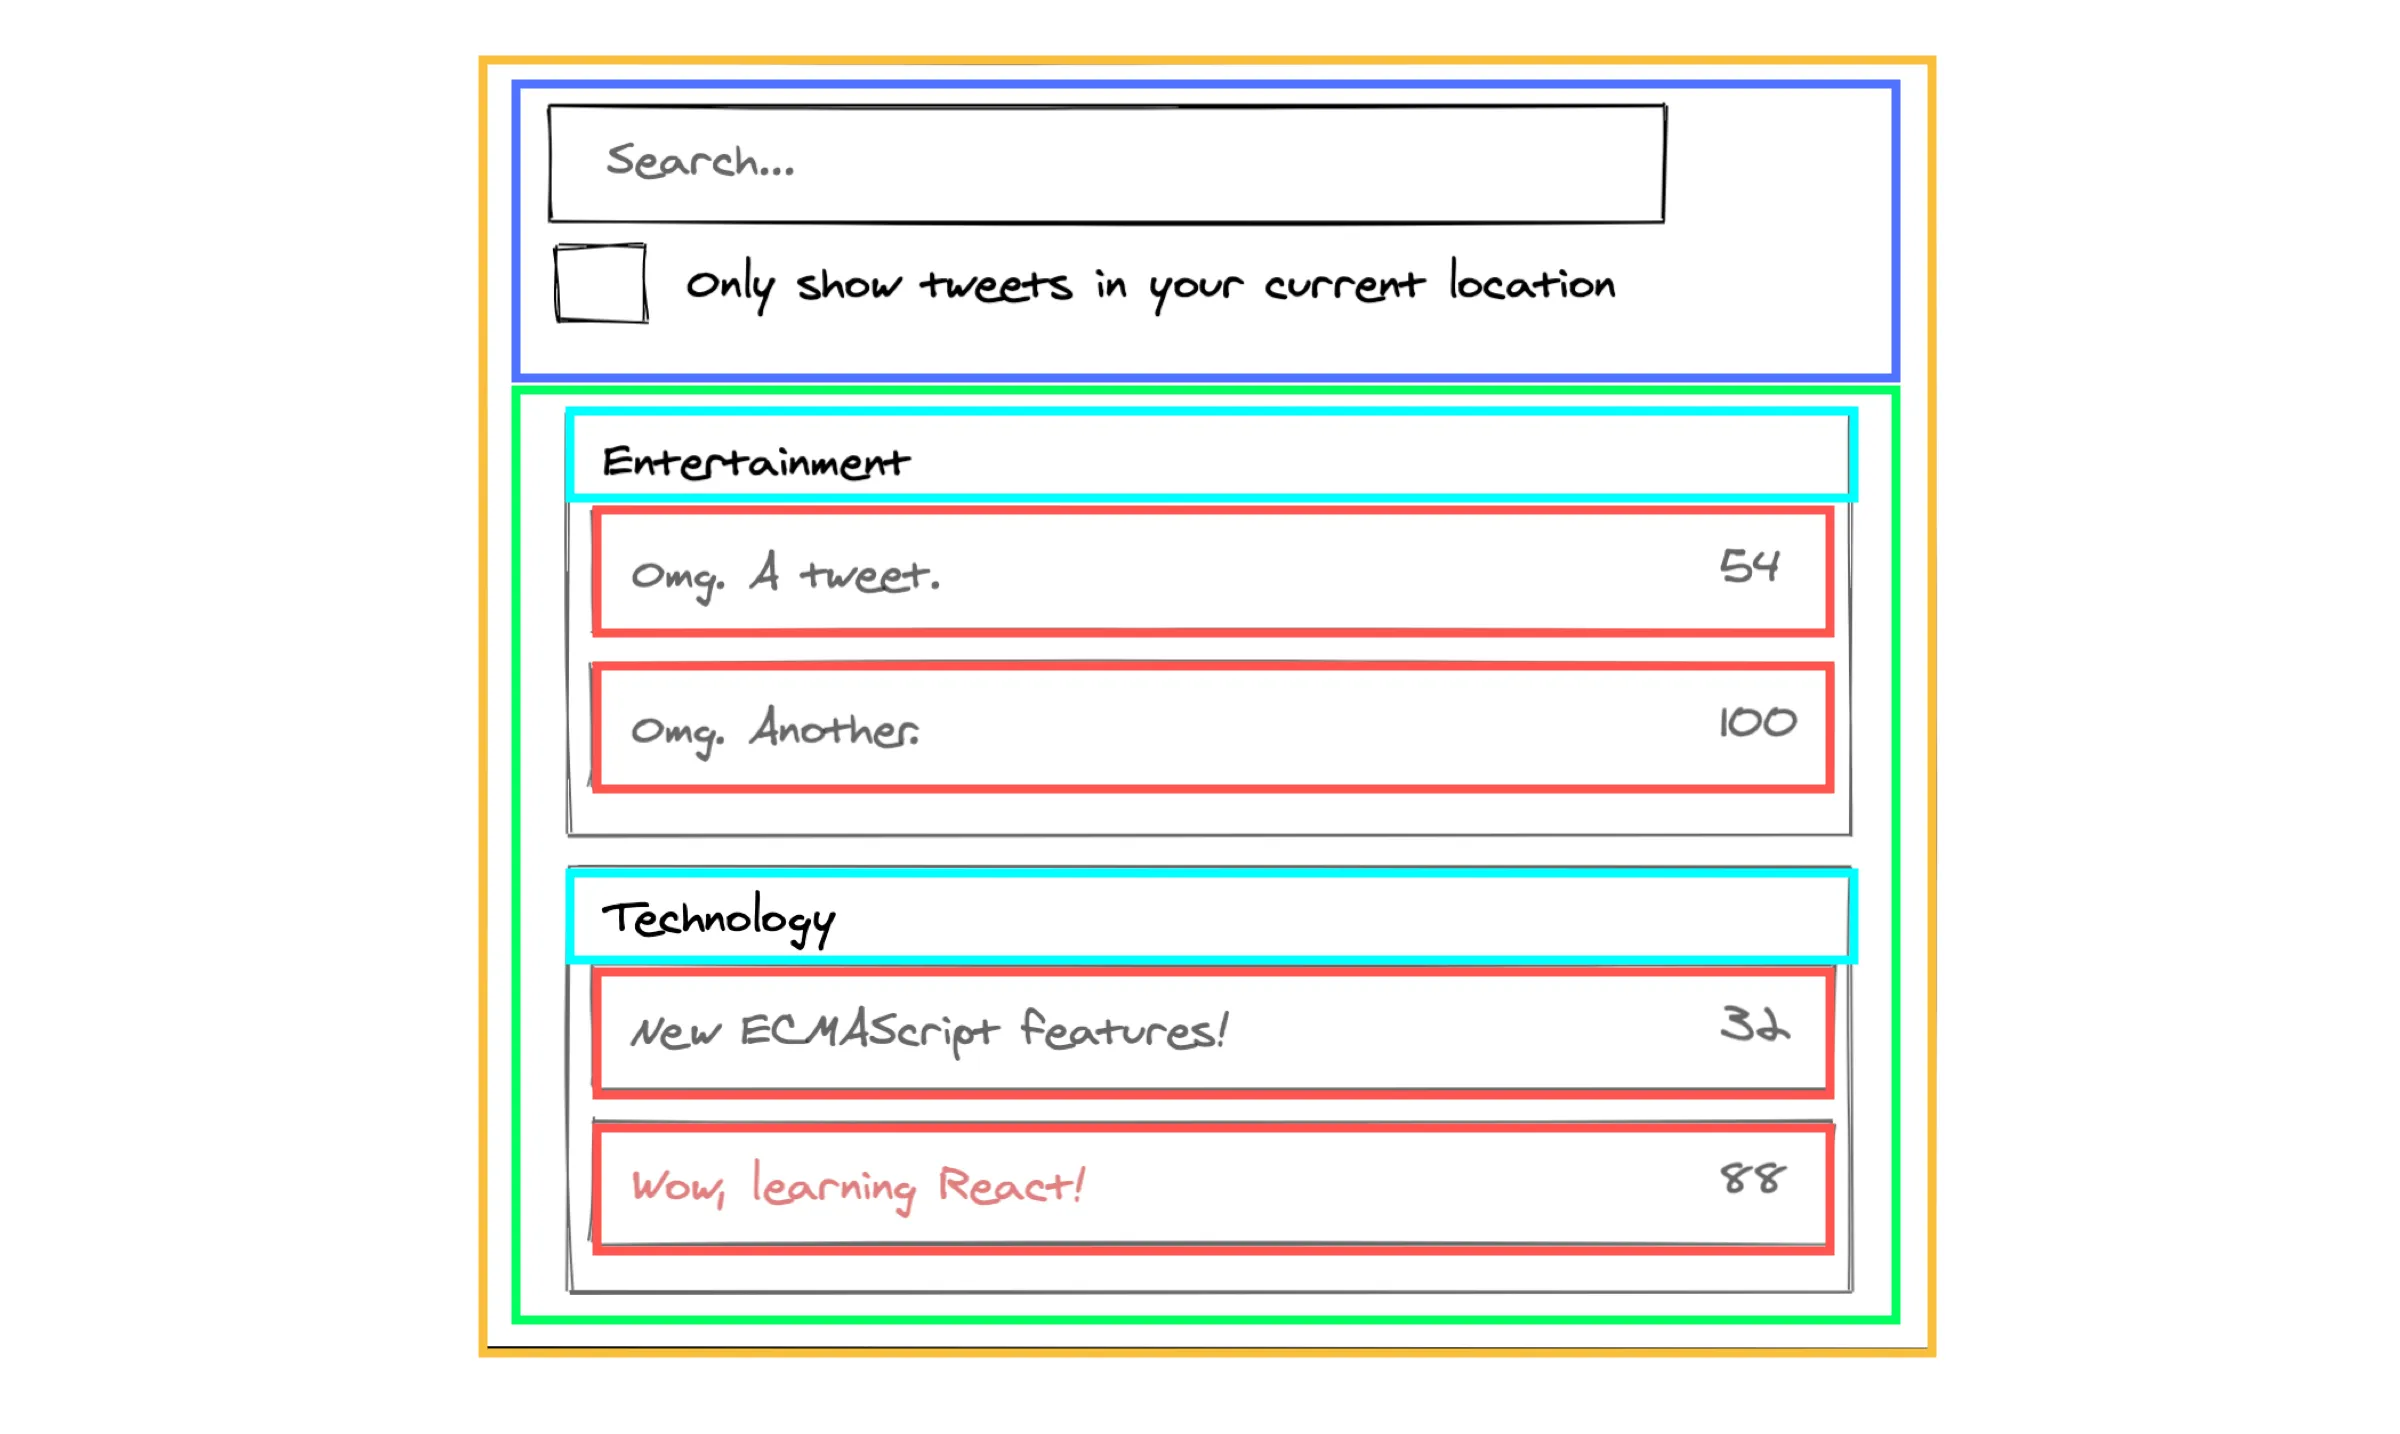 Search...
Only show tweets in your current location
Entertainment
Omg. A tweet. 54
Omg. Another. 100
Technology
New ECMAScript features! 32
Wow, learning React! 88